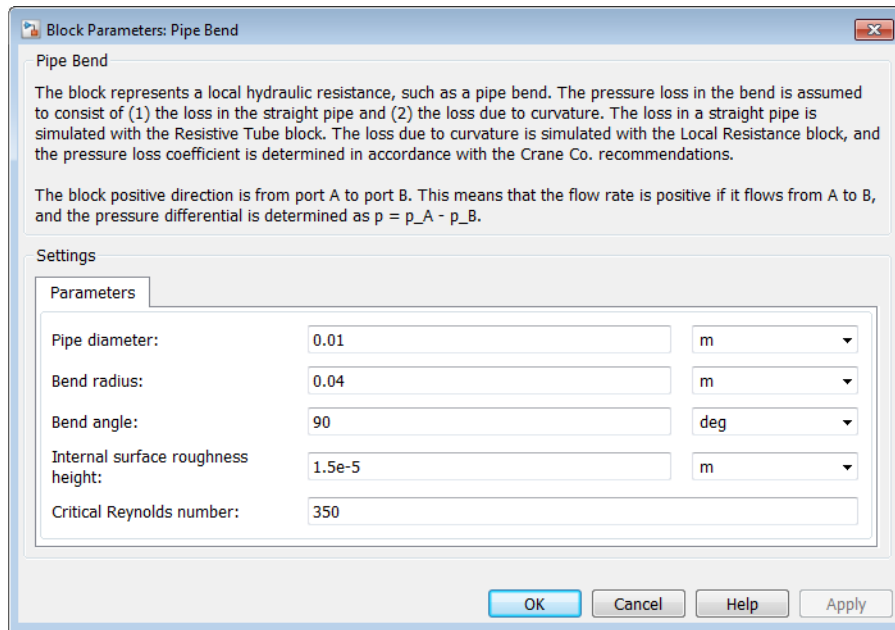 Block Parameters: Pipe Bend
Pipe Bend
The block represents a local hydraulic resistance, such as a pipe bend. The pressure loss in the bend is assumed
to consist of (1) the loss in the straight pipe and (2) the loss due to curvature. The loss in a straight pipe is
simulated with the Resistive Tube block. The loss due to curvature is simulated with the Local Resistance block, and
the pressure loss coefficient is determined in accordance with the Crane Co. recommendations.
The block positive direction is from port A to port B. This means that the flow rate is positive if it flows from A to B,
and the pressure differential is determined as p = p_A - p_B.
Settings
Parameters
Pipe diameter: 0.01 m
Bend radius: 0.04 m
Bend angle: 90 deg
Internal surface roughness
height: 1.5e-5 m
Critical Reynolds number: 350
OK Cancel Help Apply